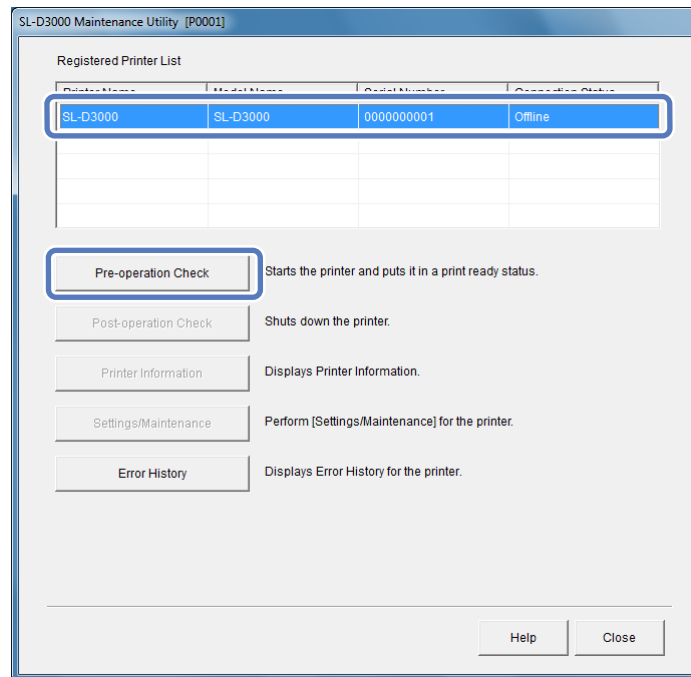 SL-D3000 Maintenance Utility [P0001]
Registered Printer List
Printer Name Model Name Serial Number Connection Status
SL-D3000 SL-D3000 0000000001 Offline
Pre-operation Check Starts the printer and puts it in a print ready status.
Post-operation Check Shuts down the printer.
Printer Information Displays Printer Information.
Settings/Maintenance Perform [Settings/Maintenance] for the printer.
Error History Displays Error History for the printer.
Help Close